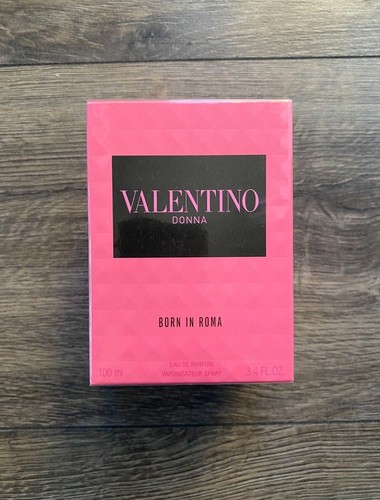 VALENTINO
DONNA
BORN IN ROMA
EAU DE PARFUM
100 ml VAPORISATEUR SPRAY 3.4 FL.OZ